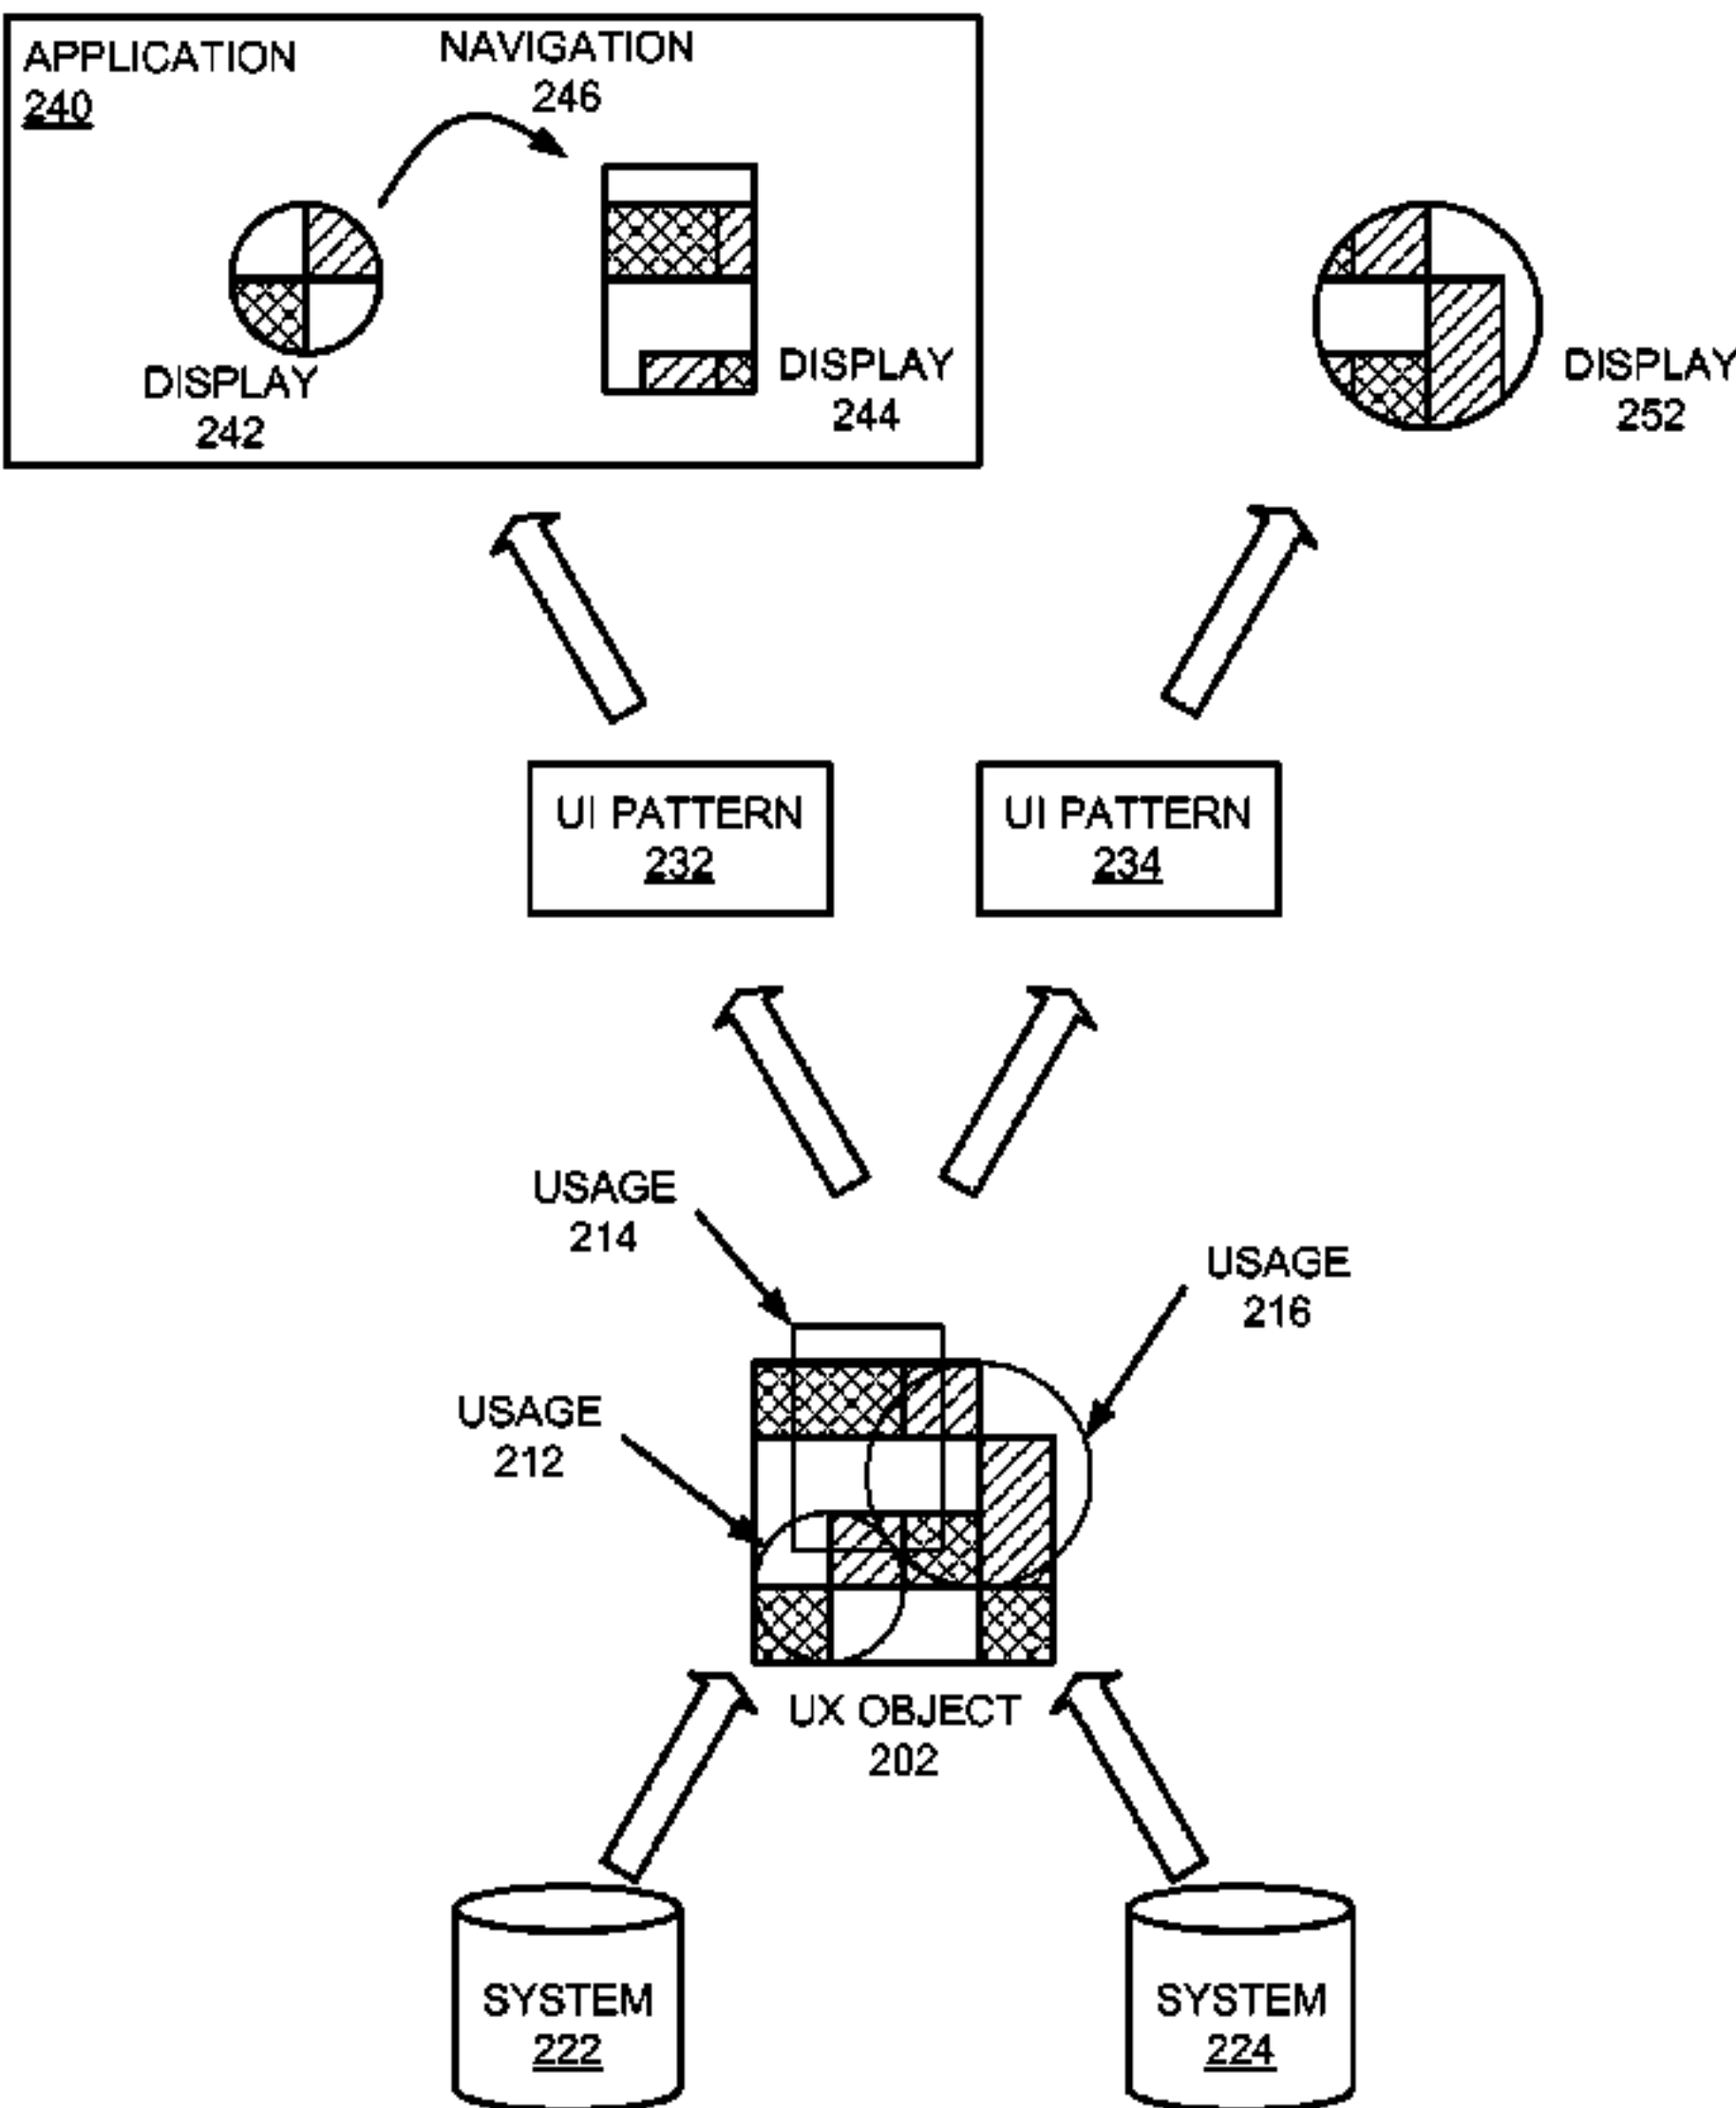 APPLICATION
240
NAVIGATION
246
DISPLAY
242
DISPLAY
244
DISPLAY
252
UI PATTERN
232
UI PATTERN
234
USAGE
214
USAGE
216
USAGE
212
UX OBJECT
202
SYSTEM
222
SYSTEM
224